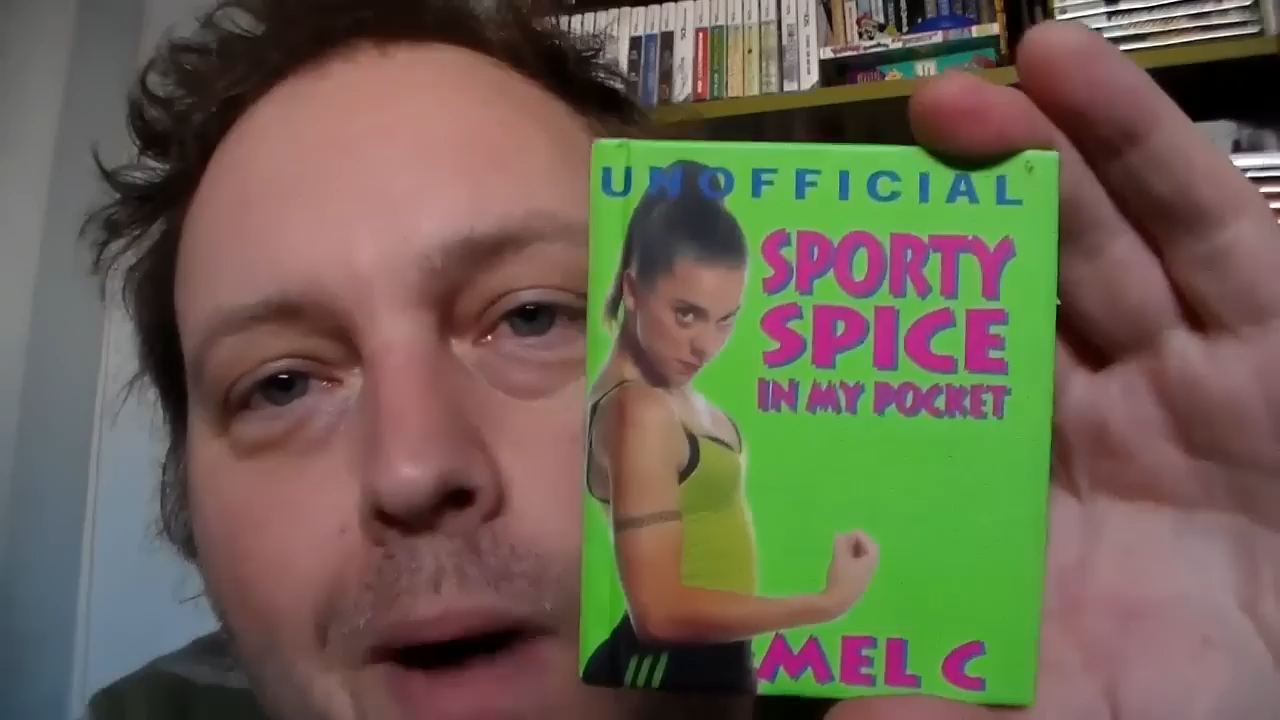 UNOFFICIAL
SPORTY
SPICE
IN MY POCKET
MEL C